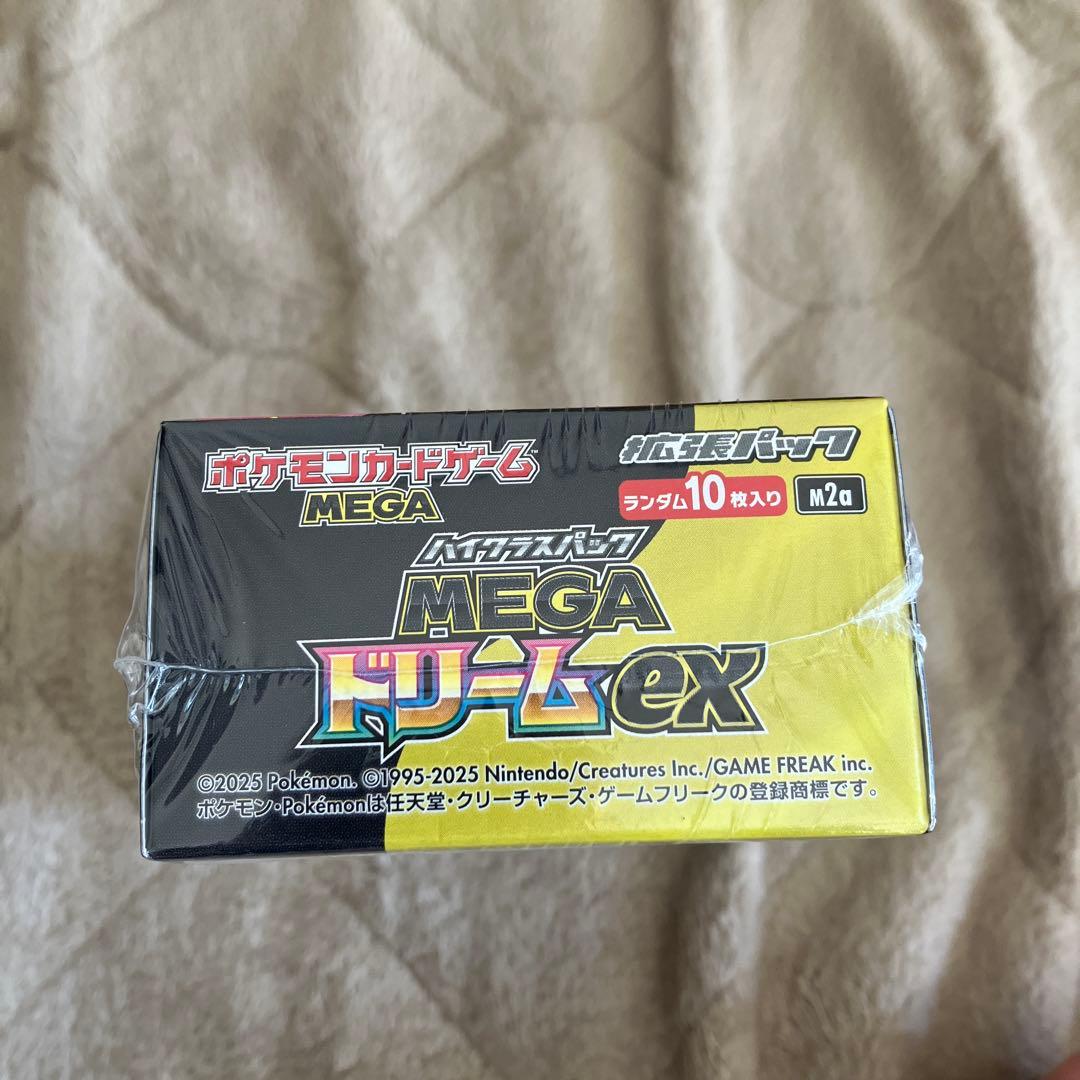 ポケモンカードゲーム™
MEGA
拡張パック
ランダム10枚入り
M2a
ハイクラスパック
MEGA
ドリームex
©2025 Pokémon. ©1995-2025 Nintendo/Creatures Inc./GAME FREAK inc.
ポケモン・Pokémonは任天堂・クリーチャーズ・ゲームフリークの登録商標です。